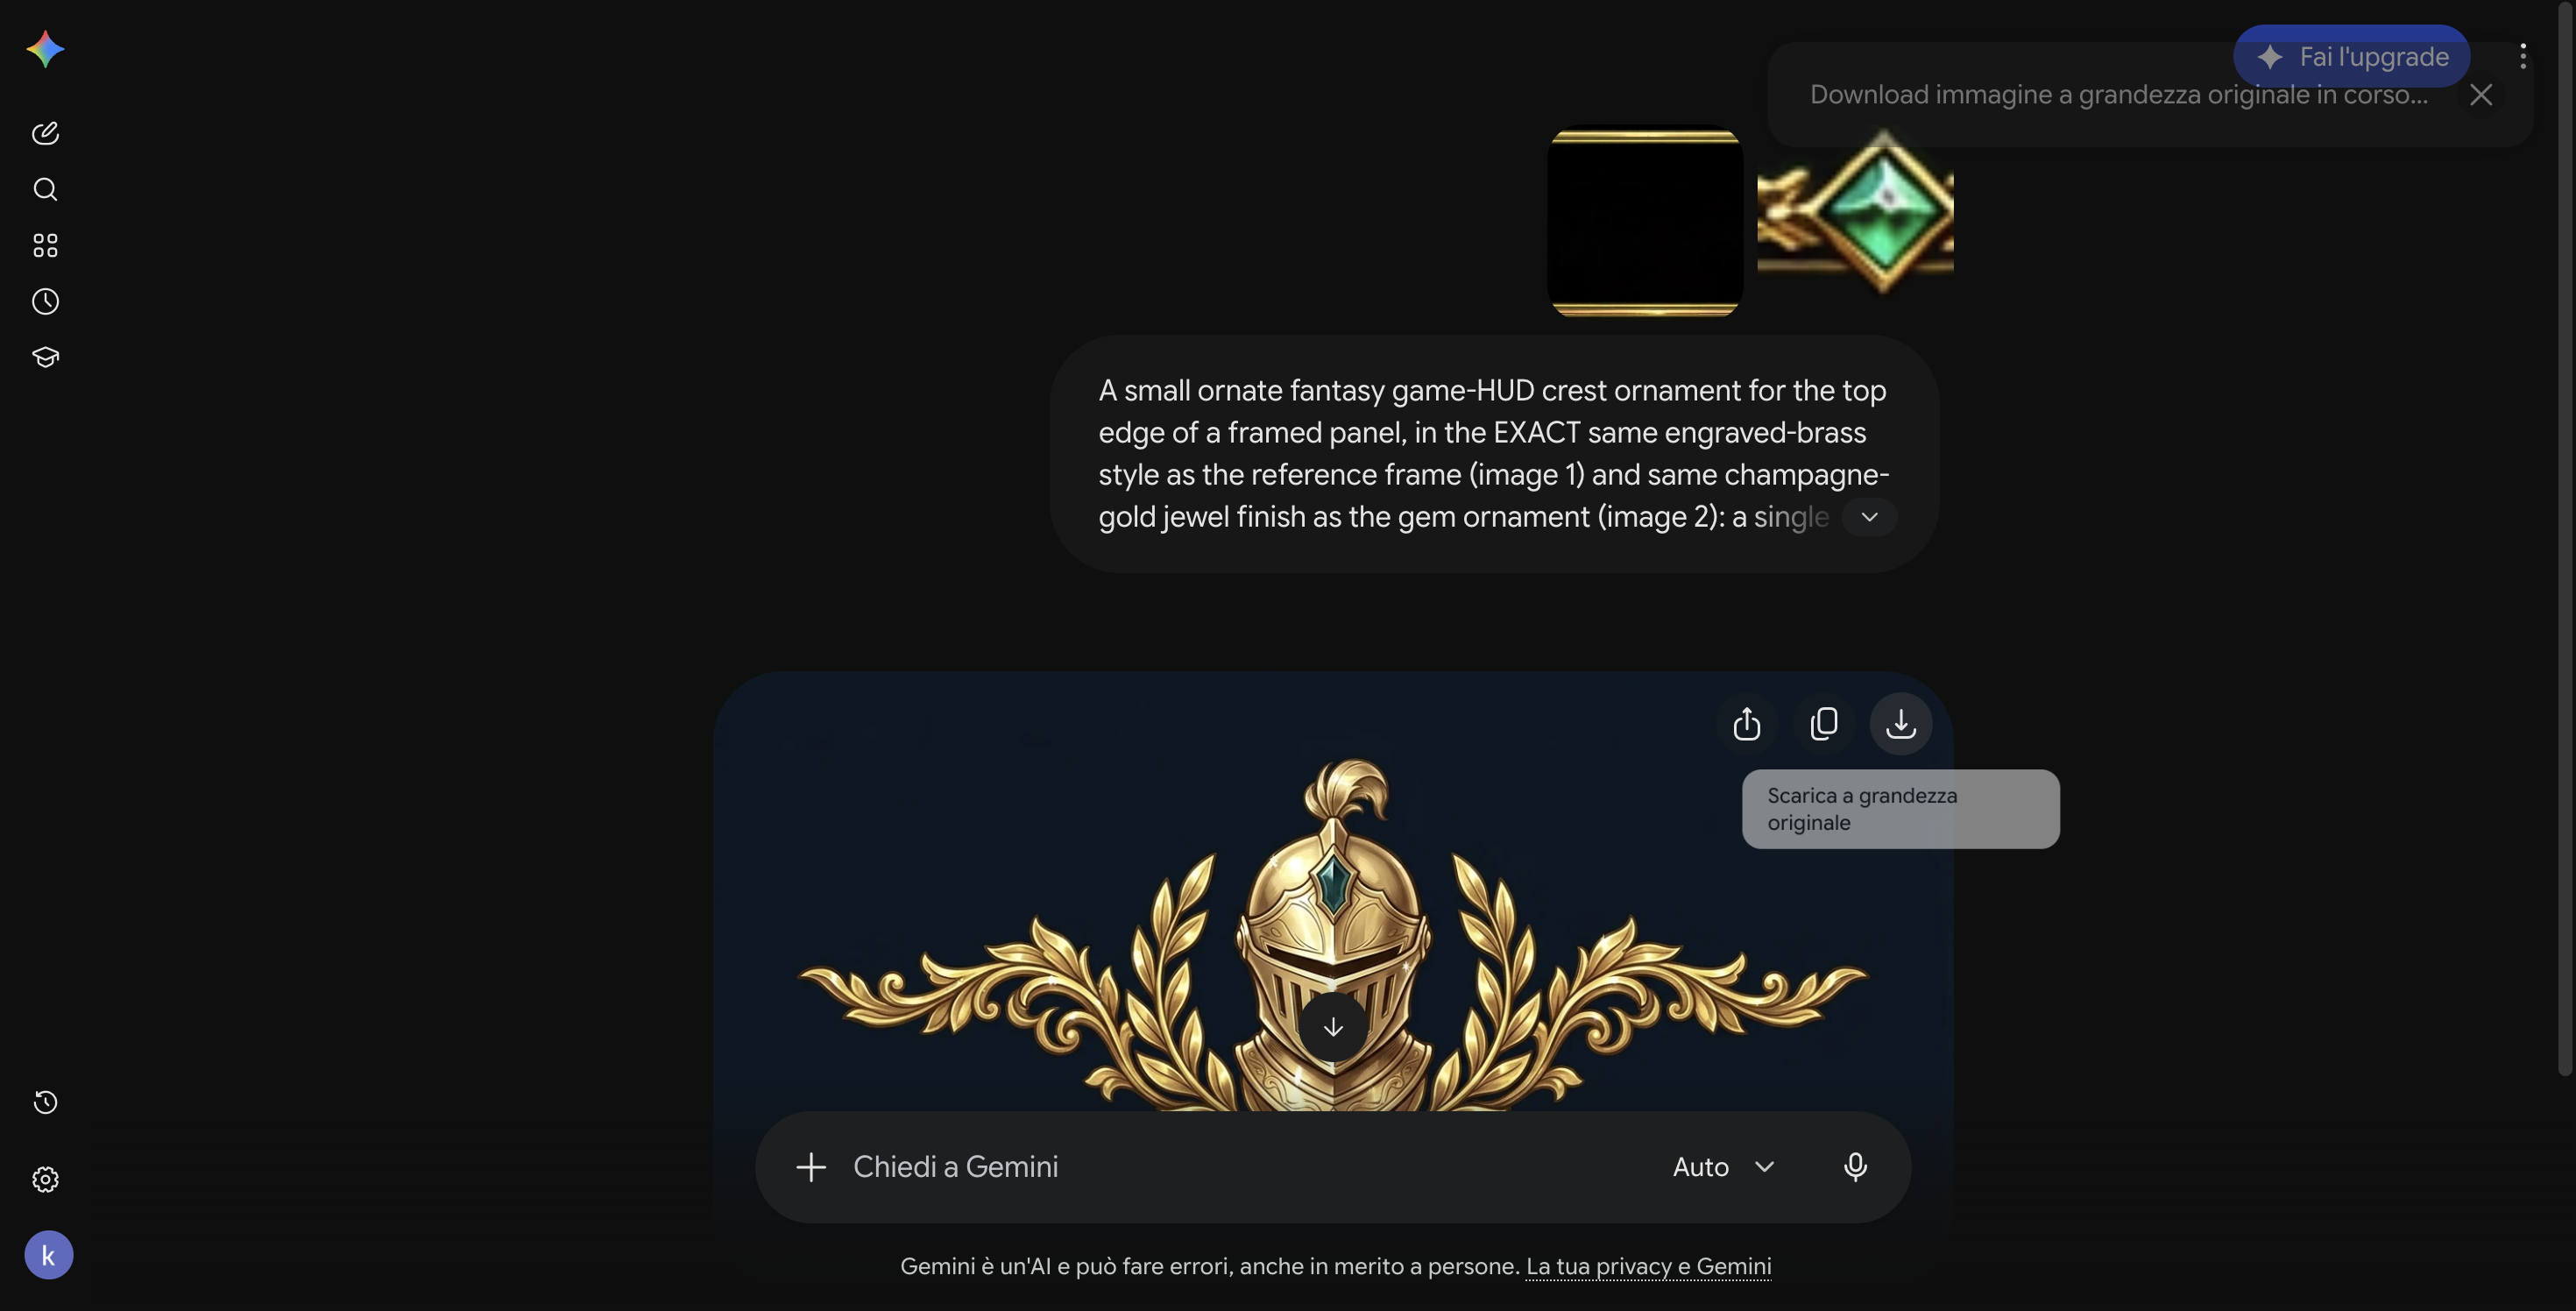 Fai l'upgrade
Download immagine a grandezza originale in corso...
A small ornate fantasy game-HUD crest ornament for the top
edge of a framed panel, in the EXACT same engraved-brass
style as the reference frame (image 1) and same champagne-
gold jewel finish as the gem ornament (image 2): a single
Scarica a grandezza
originale
Chiedi a Gemini
Auto
k
Gemini è un'AI e può fare errori, anche in merito a persone. La tua privacy e Gemini